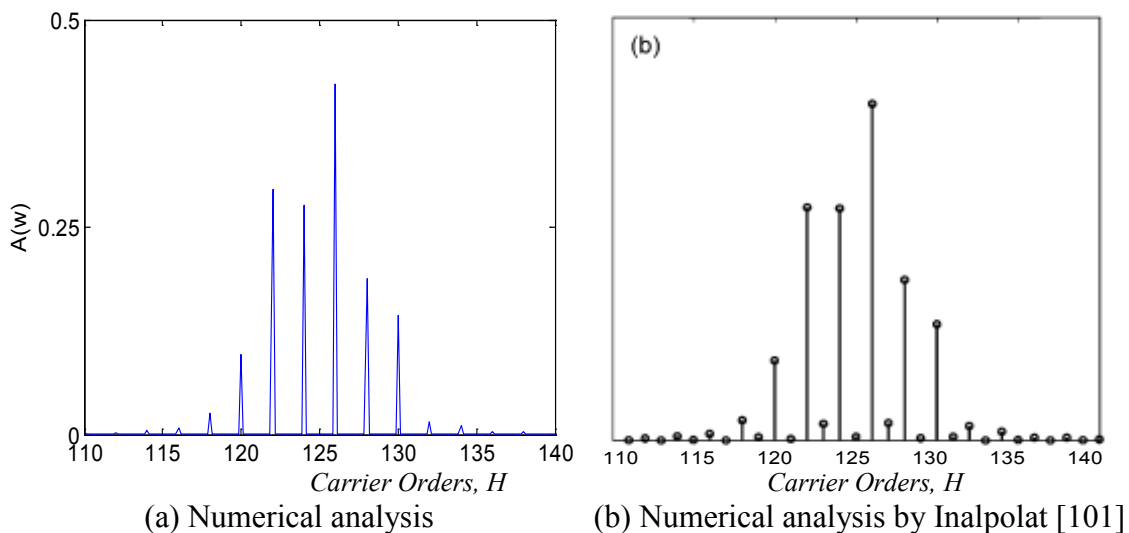 0.5
0.25
0
A(w)
110 115 120 125 130 135 140
Carrier Orders, H
(a) Numerical analysis
(b)
110 115 120 125 130 135 140
Carrier Orders, H
(b) Numerical analysis by Inalpolat [101]